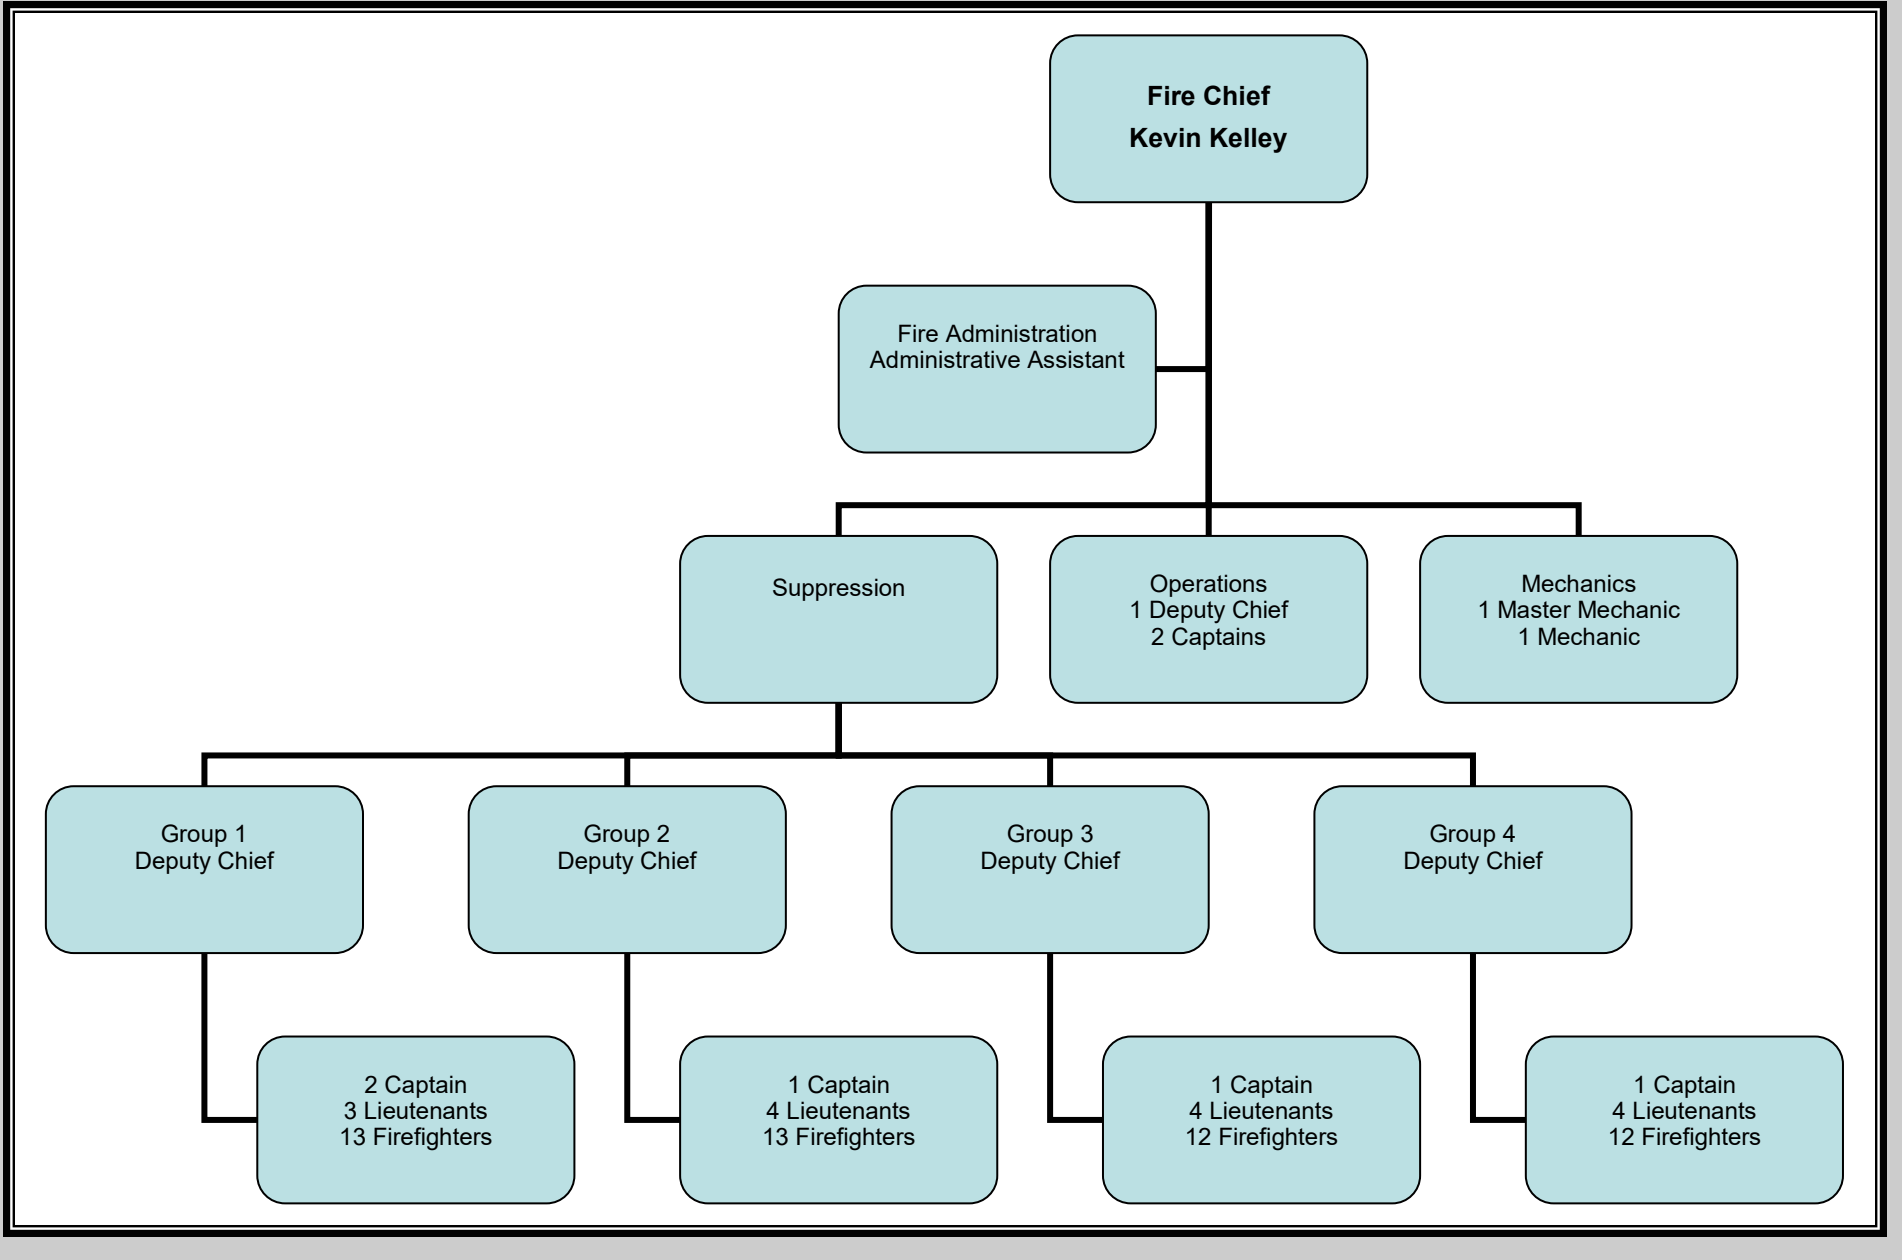 Fire Chief
Kevin Kelley
Fire Administration
Administrative Assistant
Suppression
Operations
1 Deputy Chief
2 Captains
Mechanics
1 Master Mechanic
1 Mechanic
Group 1
Deputy Chief
Group 2
Deputy Chief
Group 3
Deputy Chief
Group 4
Deputy Chief
2 Captain
3 Lieutenants
13 Firefighters
1 Captain
4 Lieutenants
13 Firefighters
1 Captain
4 Lieutenants
12 Firefighters
1 Captain
4 Lieutenants
12 Firefighters